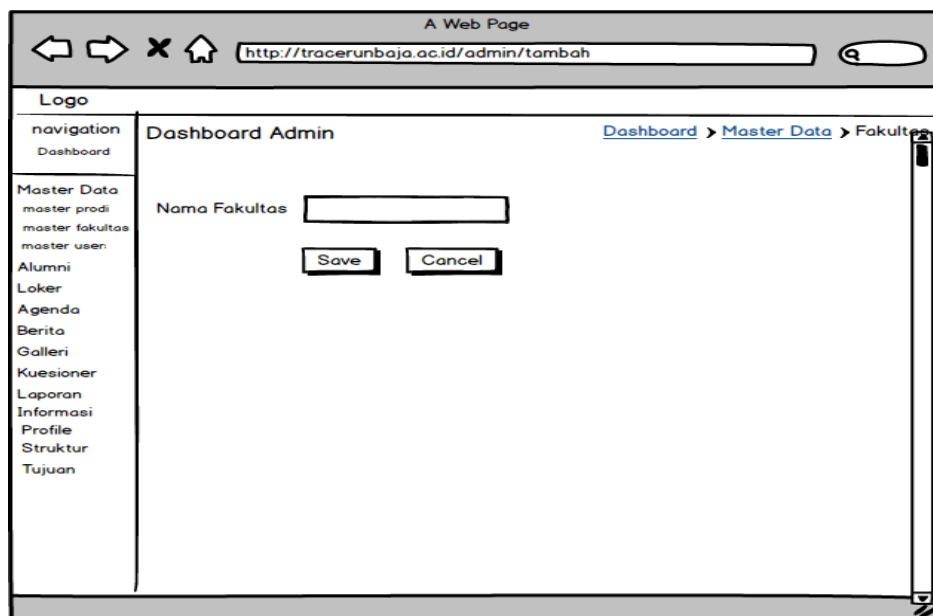 A Web Page
http://tracerunbaja.ac.id/admin/tambah
Logo
navigation
Dashboard
Dashboard Admin
Dashboard > Master Data > Fakultas
Master Data
master prodi
master fakultas
master user
Alumni
Loker
Agenda
Berita
Galleri
Kuesioner
Laporan
Informasi
Profile
Struktur
Tujuan
Nama Fakultas
Save Cancel